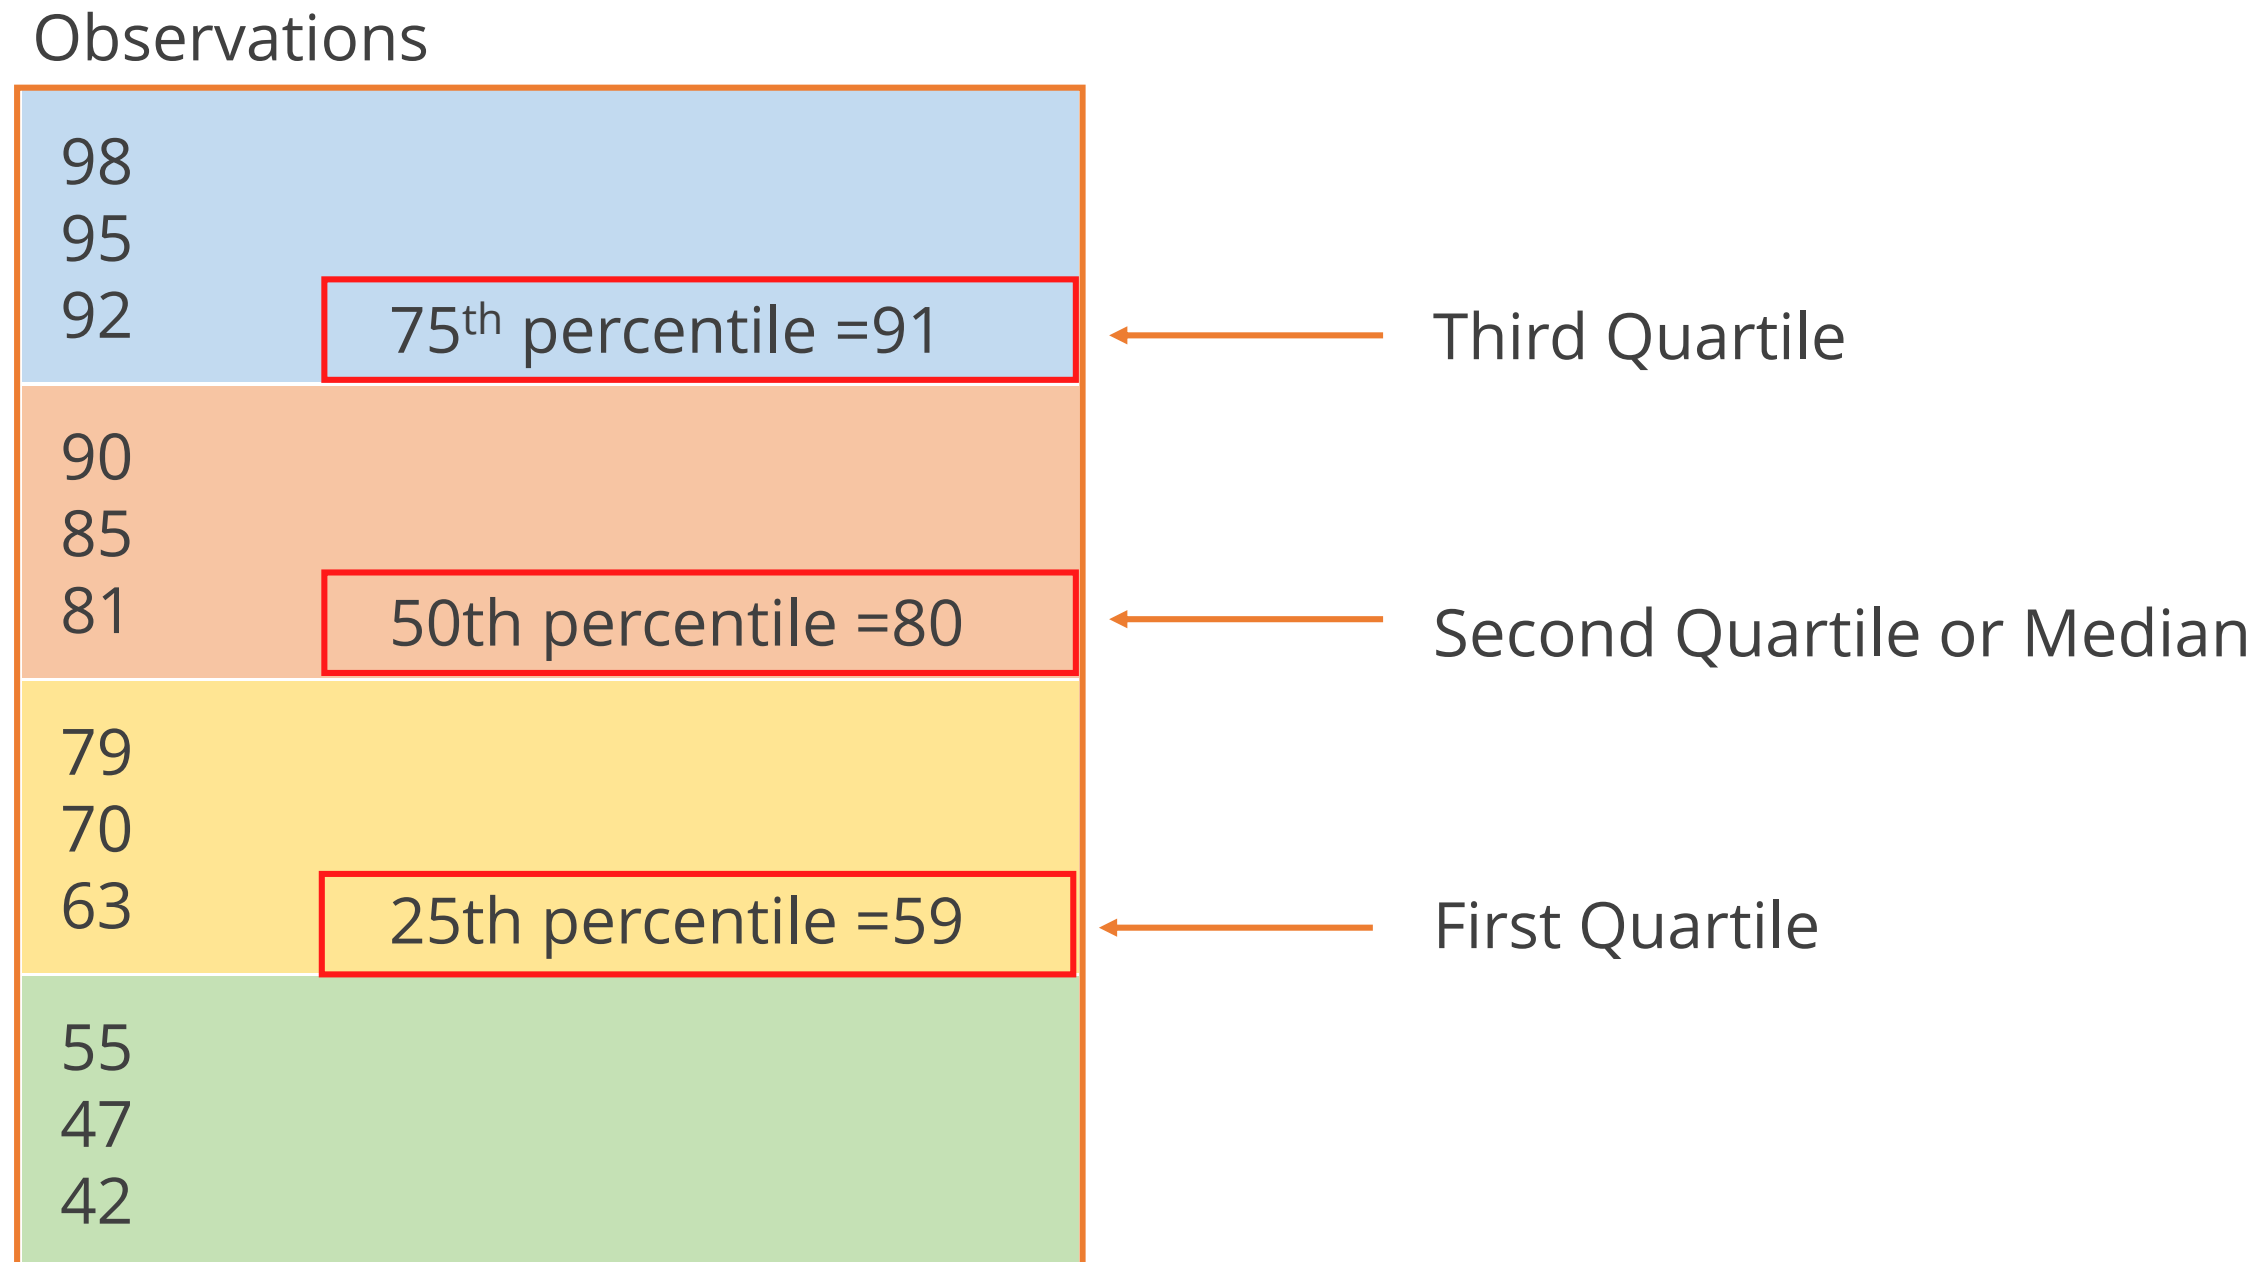 Observations
98
95
92
75th percentile =91
Third Quartile
90
85
81
50th percentile =80
Second Quartile or Median
79
70
63
25th percentile =59
First Quartile
55
47
42